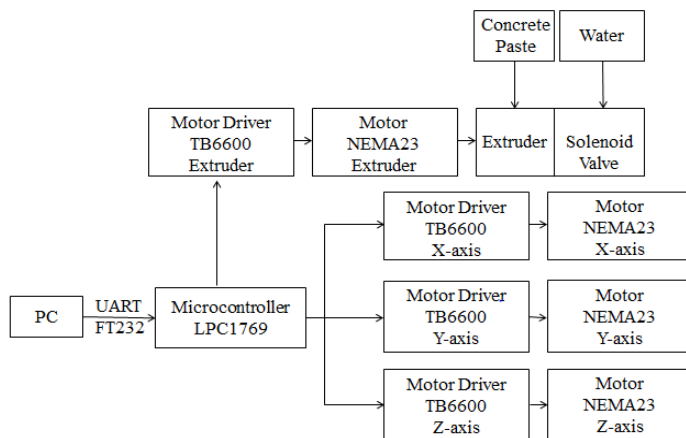 Concrete
Paste
Water
Motor Driver
TB6600
Extruder
Motor
NEMA23
Extruder
Extruder
Solenoid
Valve
Motor Driver
TB6600
X-axis
Motor
NEMA23
X-axis
PC
UART
FT232
Microcontroller
LPC1769
Motor Driver
TB6600
Y-axis
Motor
NEMA23
Y-axis
Motor Driver
TB6600
Z-axis
Motor
NEMA23
Z-axis